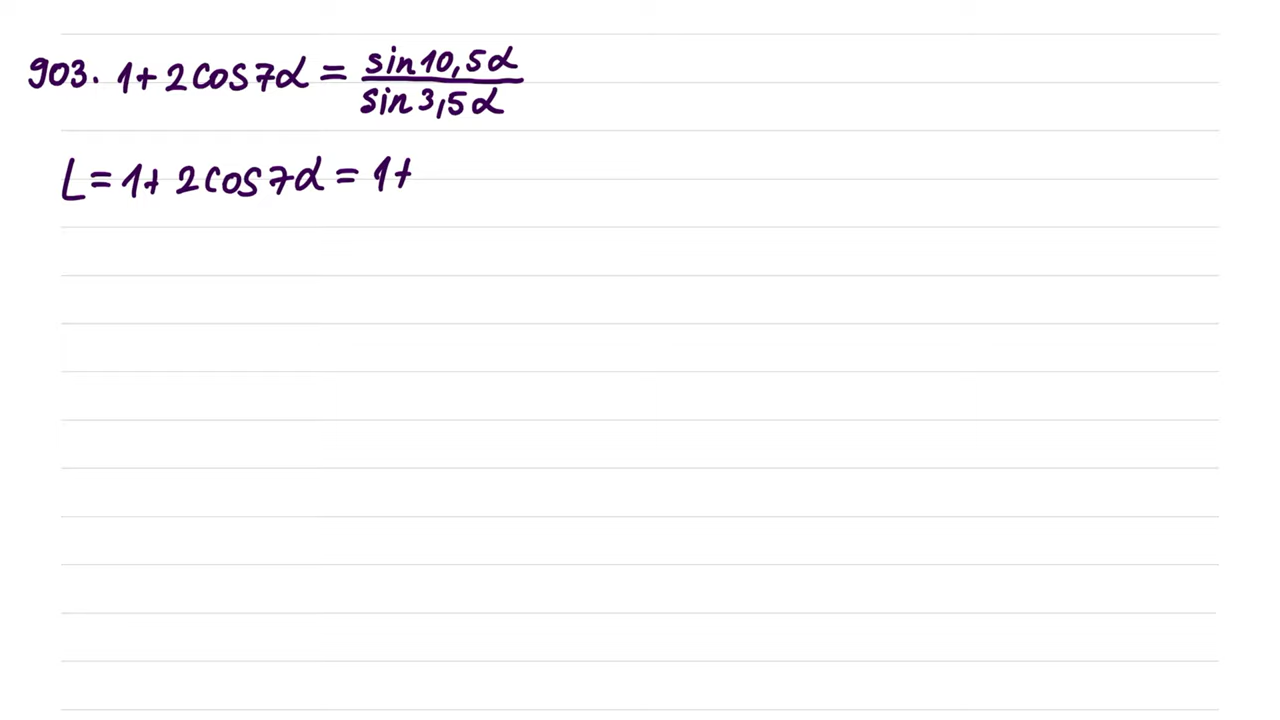 903. 1+2cos7α = sin10,5α / sin3,5α
L=1+2cos7α=1+